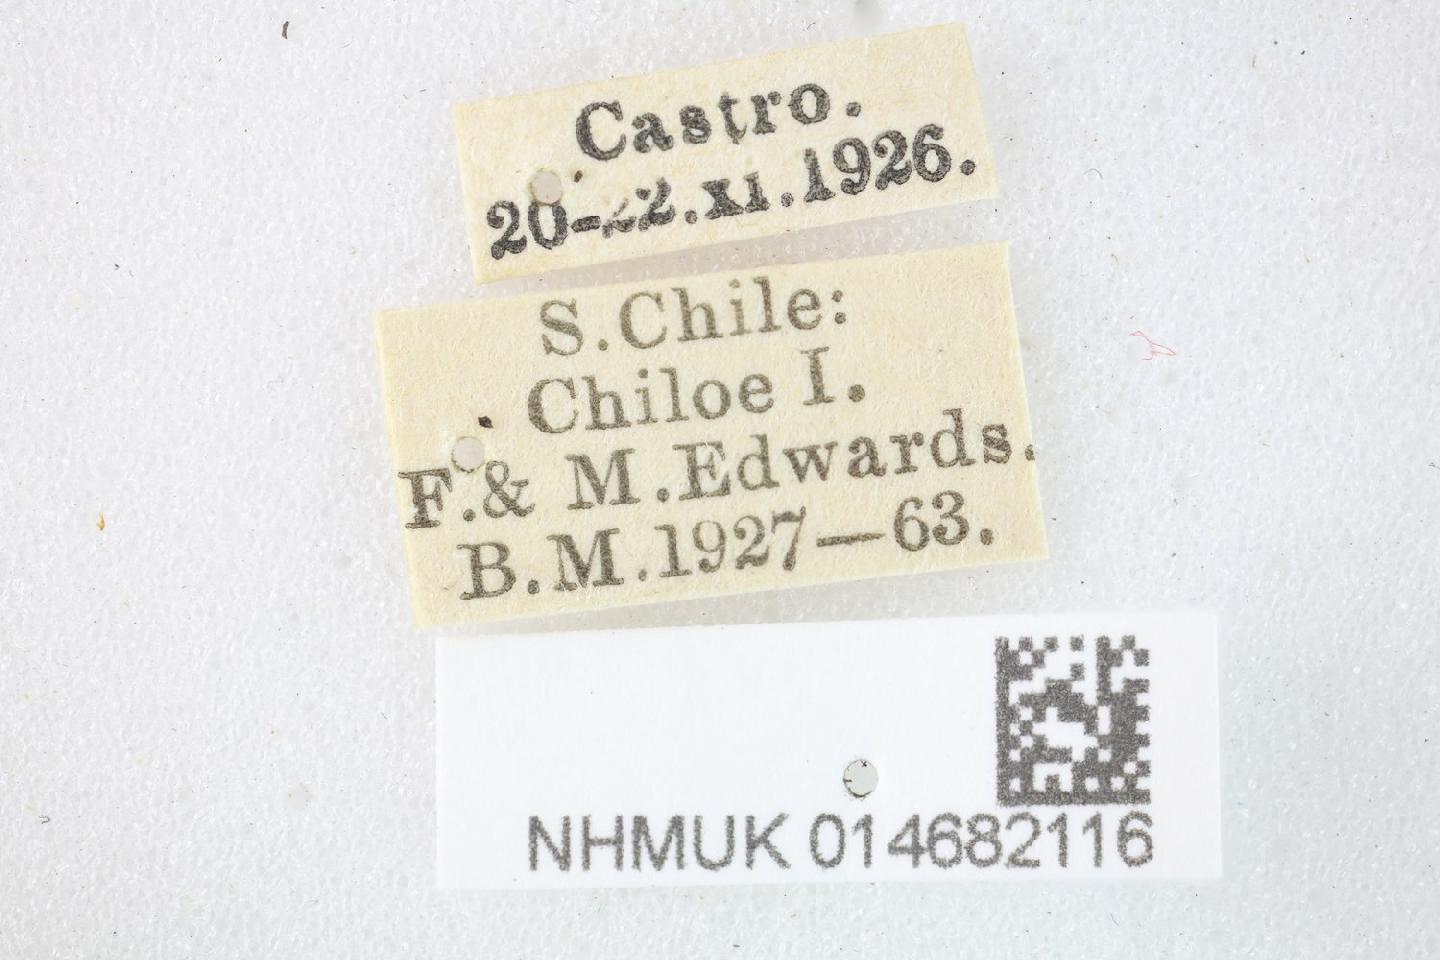 Castro.
20-22.xi.1926.
S.Chile:
Chiloe I.
F.& M.Edwards.
B.M.1927—63.
NHMUK 014682116